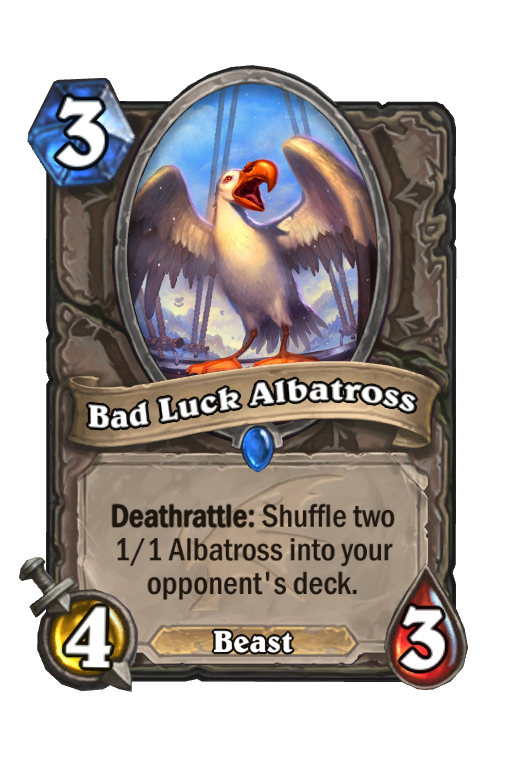 3
Bad Luck Albatross
Deathrattle: Shuffle two
1/1 Albatross into your
opponent's deck.
4
Beast
3